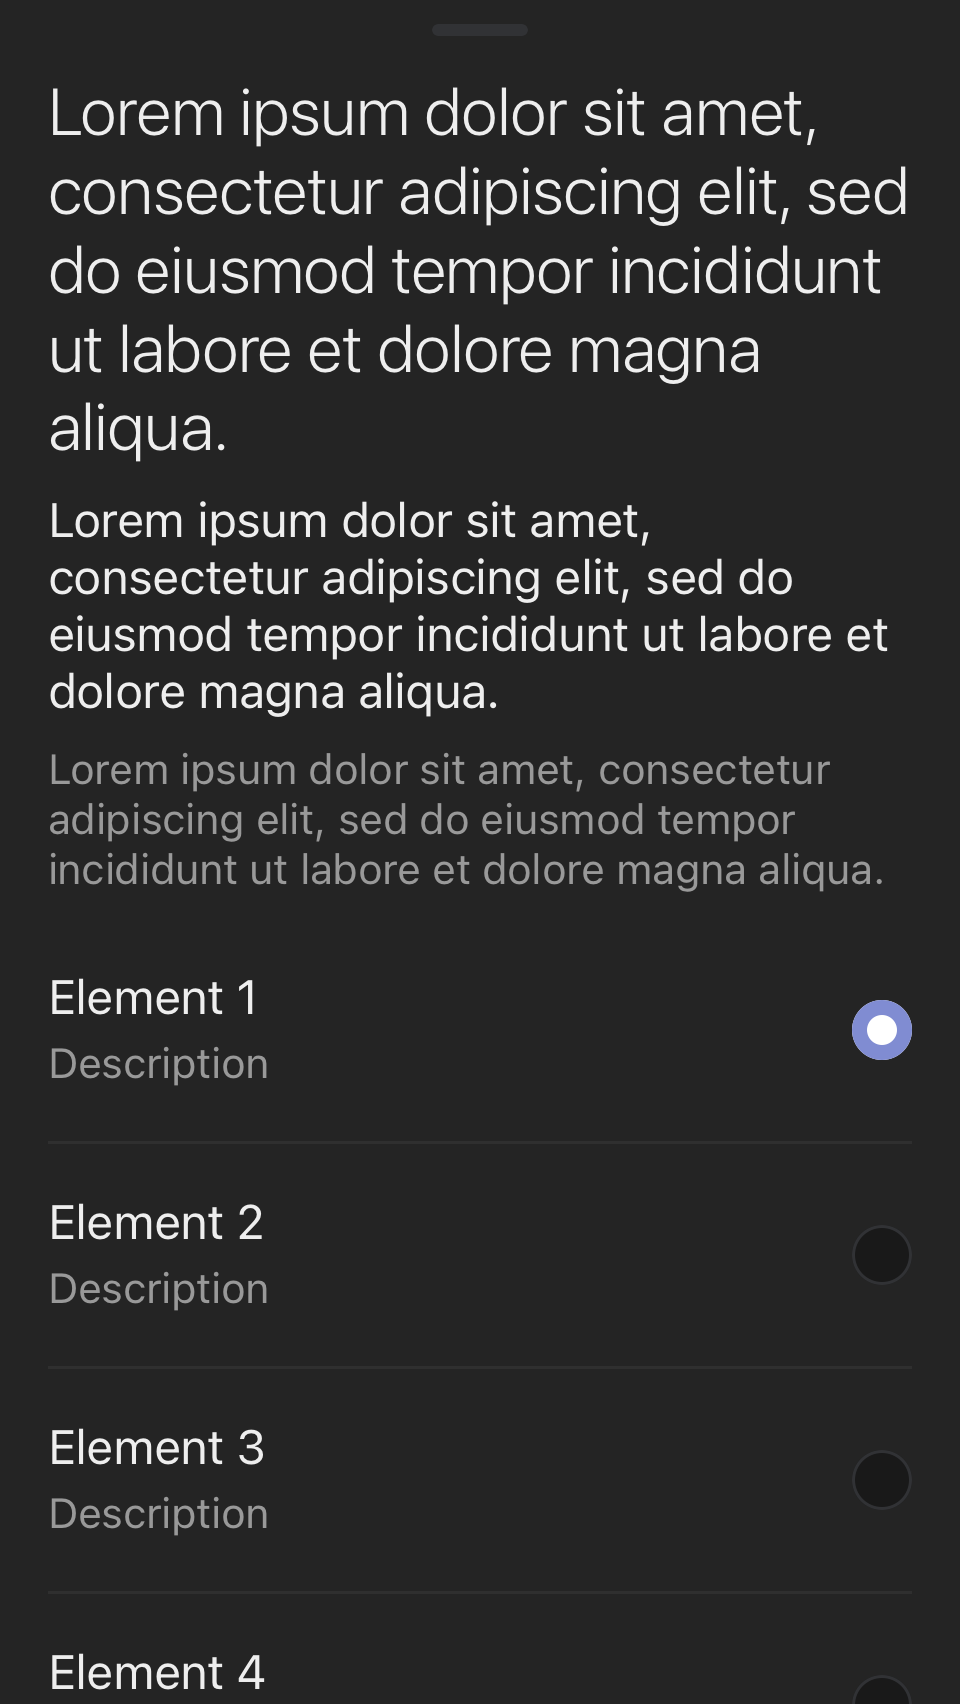 Lorem ipsum dolor sit amet,
consectetur adipiscing elit, sed
do eiusmod tempor incididunt
ut labore et dolore magna
aliqua.
Lorem ipsum dolor sit amet,
consectetur adipiscing elit, sed do
eiusmod tempor incididunt ut labore et
dolore magna aliqua.
Lorem ipsum dolor sit amet, consectetur
adipiscing elit, sed do eiusmod tempor
incididunt ut labore et dolore magna aliqua.
Element 1
Description
Element 2
Description
Element 3
Description
Element 4